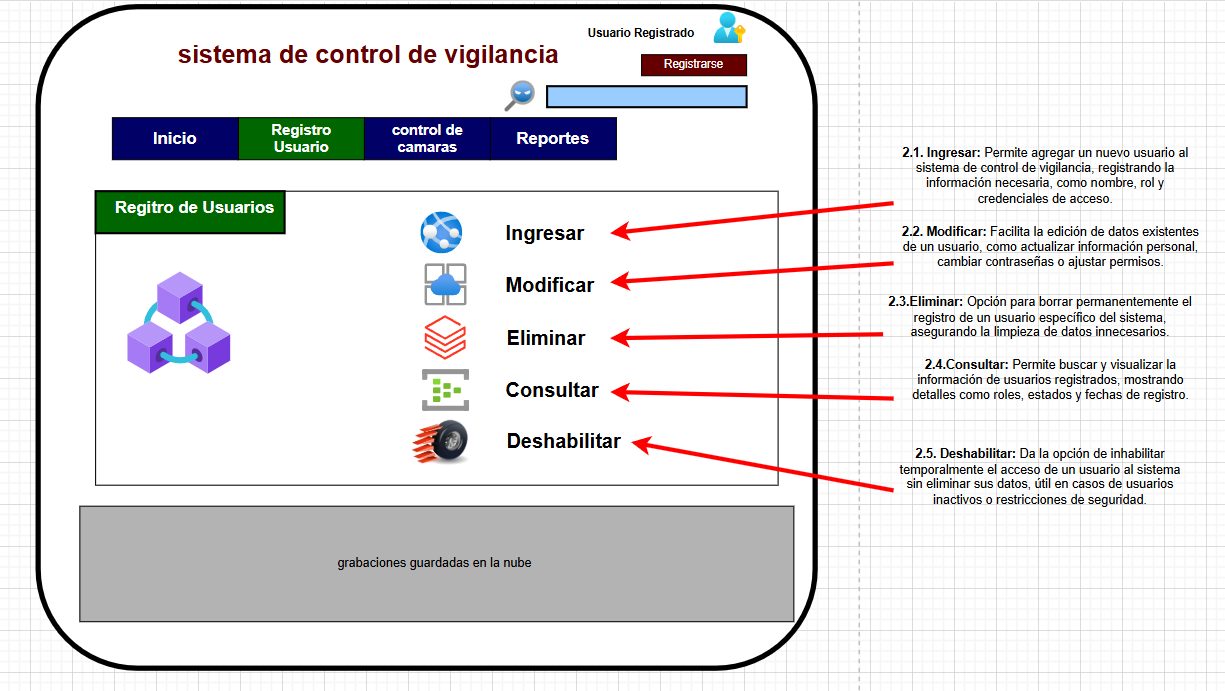 Usuario Registrado
sistema de control de vigilancia
Registrarse
Inicio
Registro
Usuario
control de
camaras
Reportes
Regitro de Usuarios
Ingresar
Modificar
Eliminar
Consultar
Deshabilitar
grabaciones guardadas en la nube
2.1. Ingresar: Permite agregar un nuevo usuario al
sistema de control de vigilancia, registrando la
información necesaria, como nombre, rol y
credenciales de acceso.
2.2. Modificar: Facilita la edición de datos existentes
de un usuario, como actualizar información personal,
cambiar contraseñas o ajustar permisos.
2.3.Eliminar: Opción para borrar permanentemente el
registro de un usuario específico del sistema,
asegurando la limpieza de datos innecesarios.
2.4.Consultar: Permite buscar y visualizar la
información de usuarios registrados, mostrando
detalles como roles, estados y fechas de registro.
2.5. Deshabilitar: Da la opción de inhabilitar
temporalmente el acceso de un usuario al sistema
sin eliminar sus datos, útil en casos de usuarios
inactivos o restricciones de seguridad.